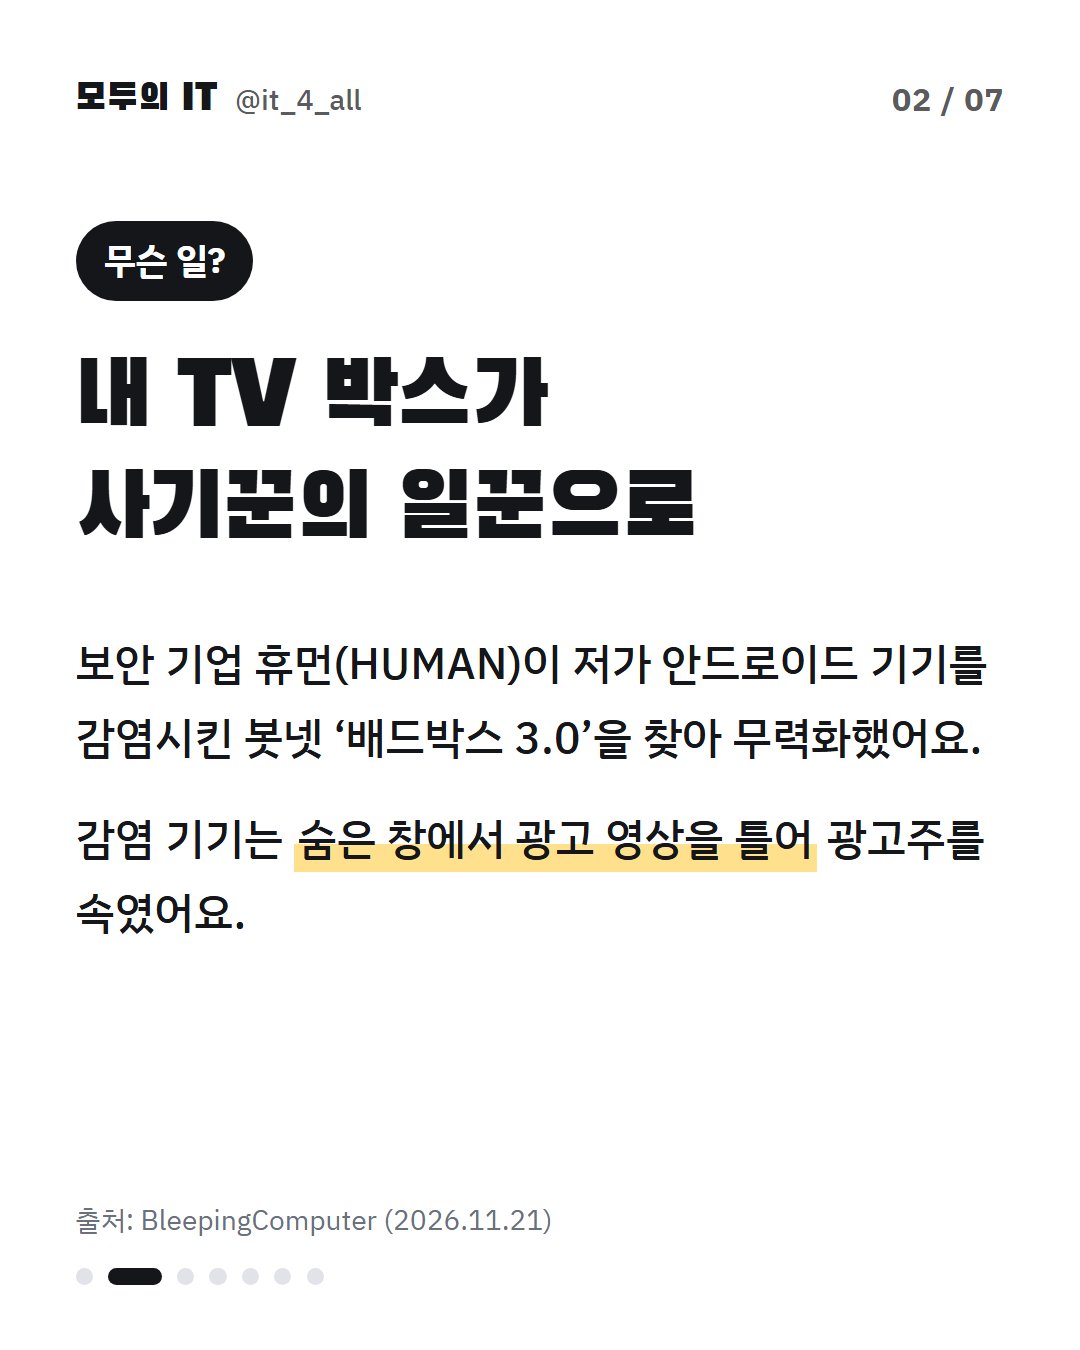 모두의 IT @it_4_all
02 / 07
무슨 일?
내 TV 박스가
사기꾼의 일꾼으로
보안 기업 휴먼(HUMAN)이 저가 안드로이드 기기를
감염시킨 봇넷 ‘배드박스 3.0’을 찾아 무력화했어요.
감염 기기는 숨은 창에서 광고 영상을 틀어 광고주를
속였어요.
출처: BleepingComputer (2026.11.21)